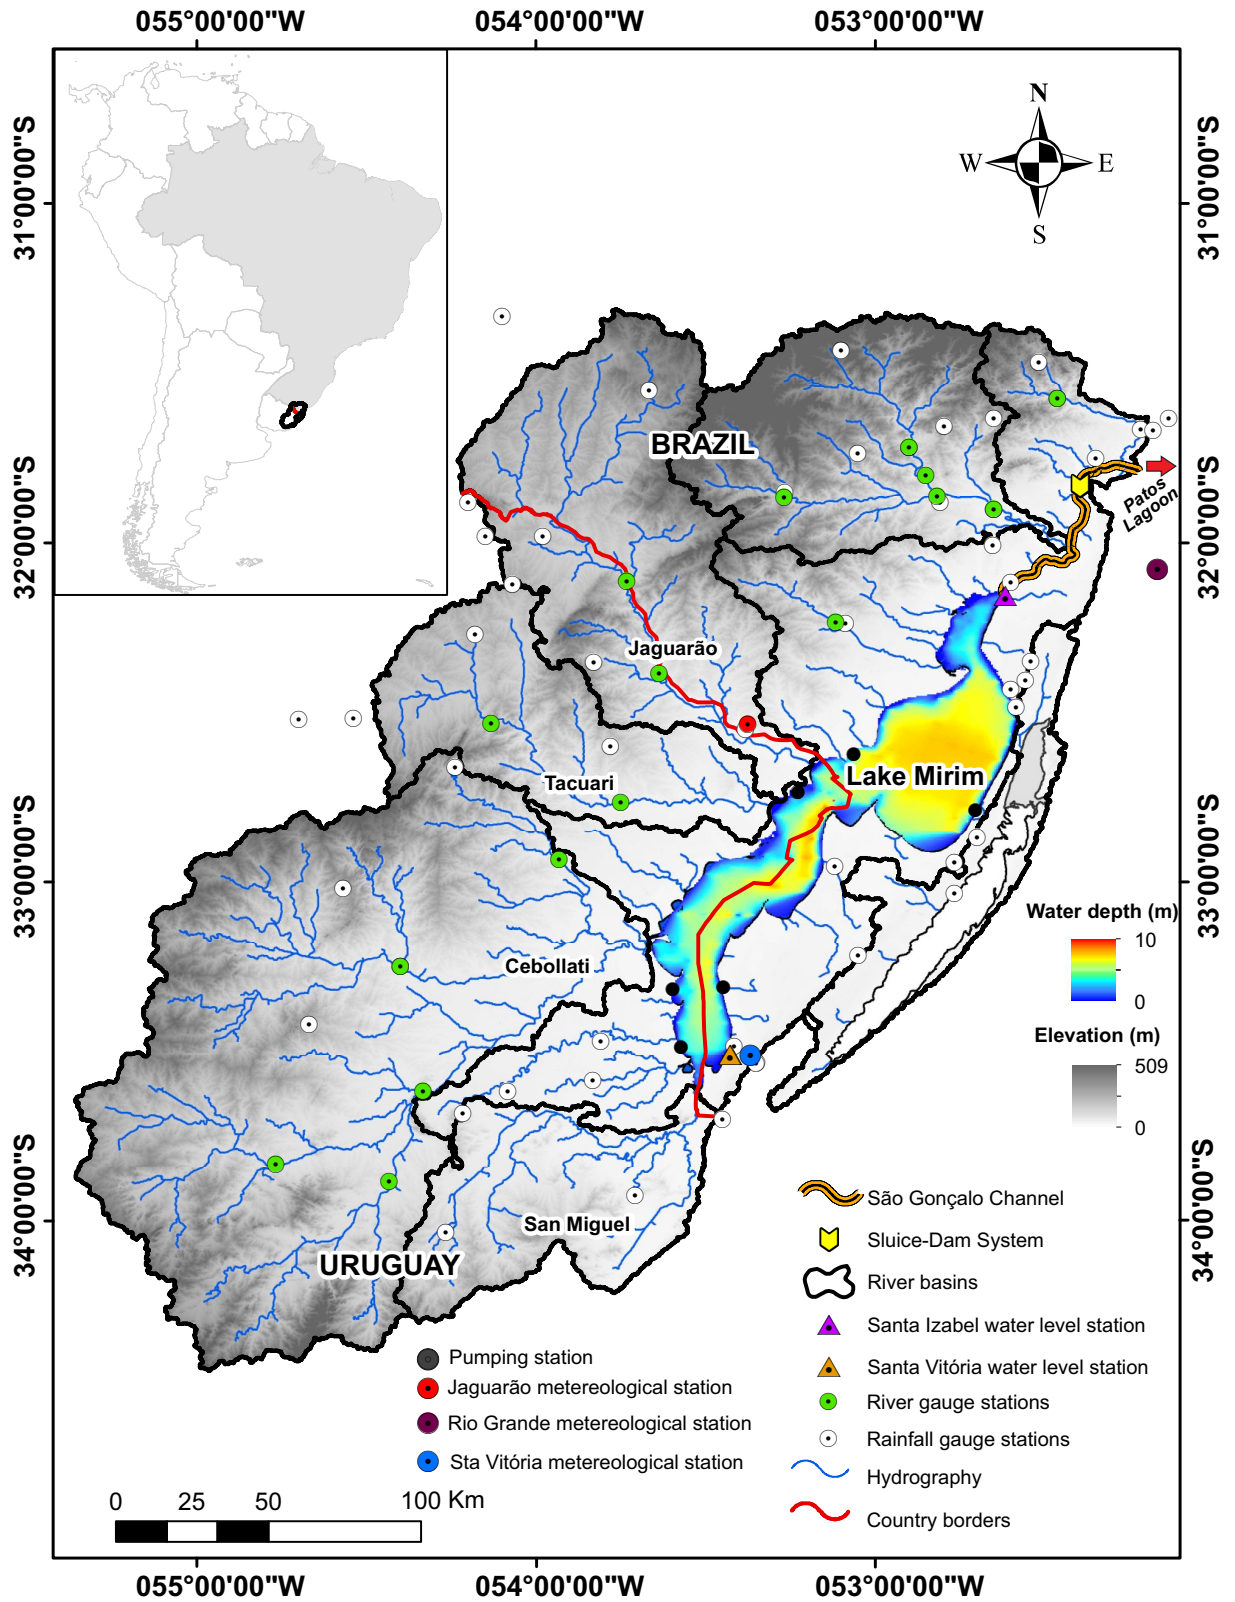 055°00'00"W
054°00'00"W
053°00'00"W
31°00'00"S
31°00'00"S
N
W
E
S
BRAZIL
Patos
Lagoon
32°00'00"S
32°00'00"S
Jaguarão
Lake Mirim
Tacuari
33°00'00"S
33°00'00"S
Water depth (m)
10
0
Cebollati
Elevation (m)
509
0
34°00'00"S
34°00'00"S
San Miguel
URUGUAY
São Gonçalo Channel
Sluice-Dam System
River basins
Santa Izabel water level station
Santa Vitória water level station
River gauge stations
Rainfall gauge stations
Hydrography
Country borders
Pumping station
Jaguarão metereological station
Rio Grande metereological station
Sta Vitória metereological station
0 25 50 100 Km
055°00'00"W
054°00'00"W
053°00'00"W